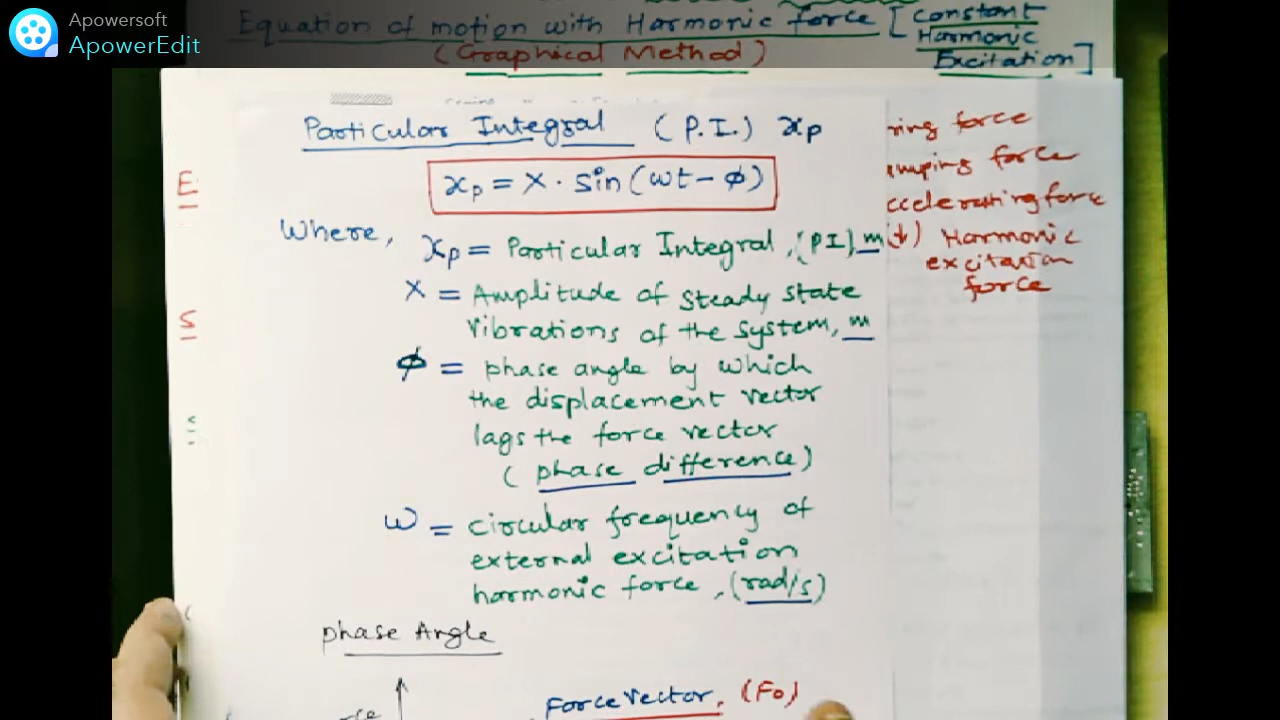 Apowersoft
ApowerEdit
Equation of motion with Harmonic force [Constant
Harmonic
Excitation]
(Graphical Method)
Particular Integral (P.I.) xp
xp = X · sin(ωt - φ)
Where,
xp = Particular Integral, (PI), m
X = Amplitude of steady state
vibrations of the system, m
φ = phase angle by which
the displacement vector
lags the force vector
(phase difference)
ω = circular frequency of
external excitation
harmonic force, (rad/s)
phase Angle
Force vector, (F0)
ring force
amping force
ccelerating force
(↓) Harmonic
excitation
force
E
S